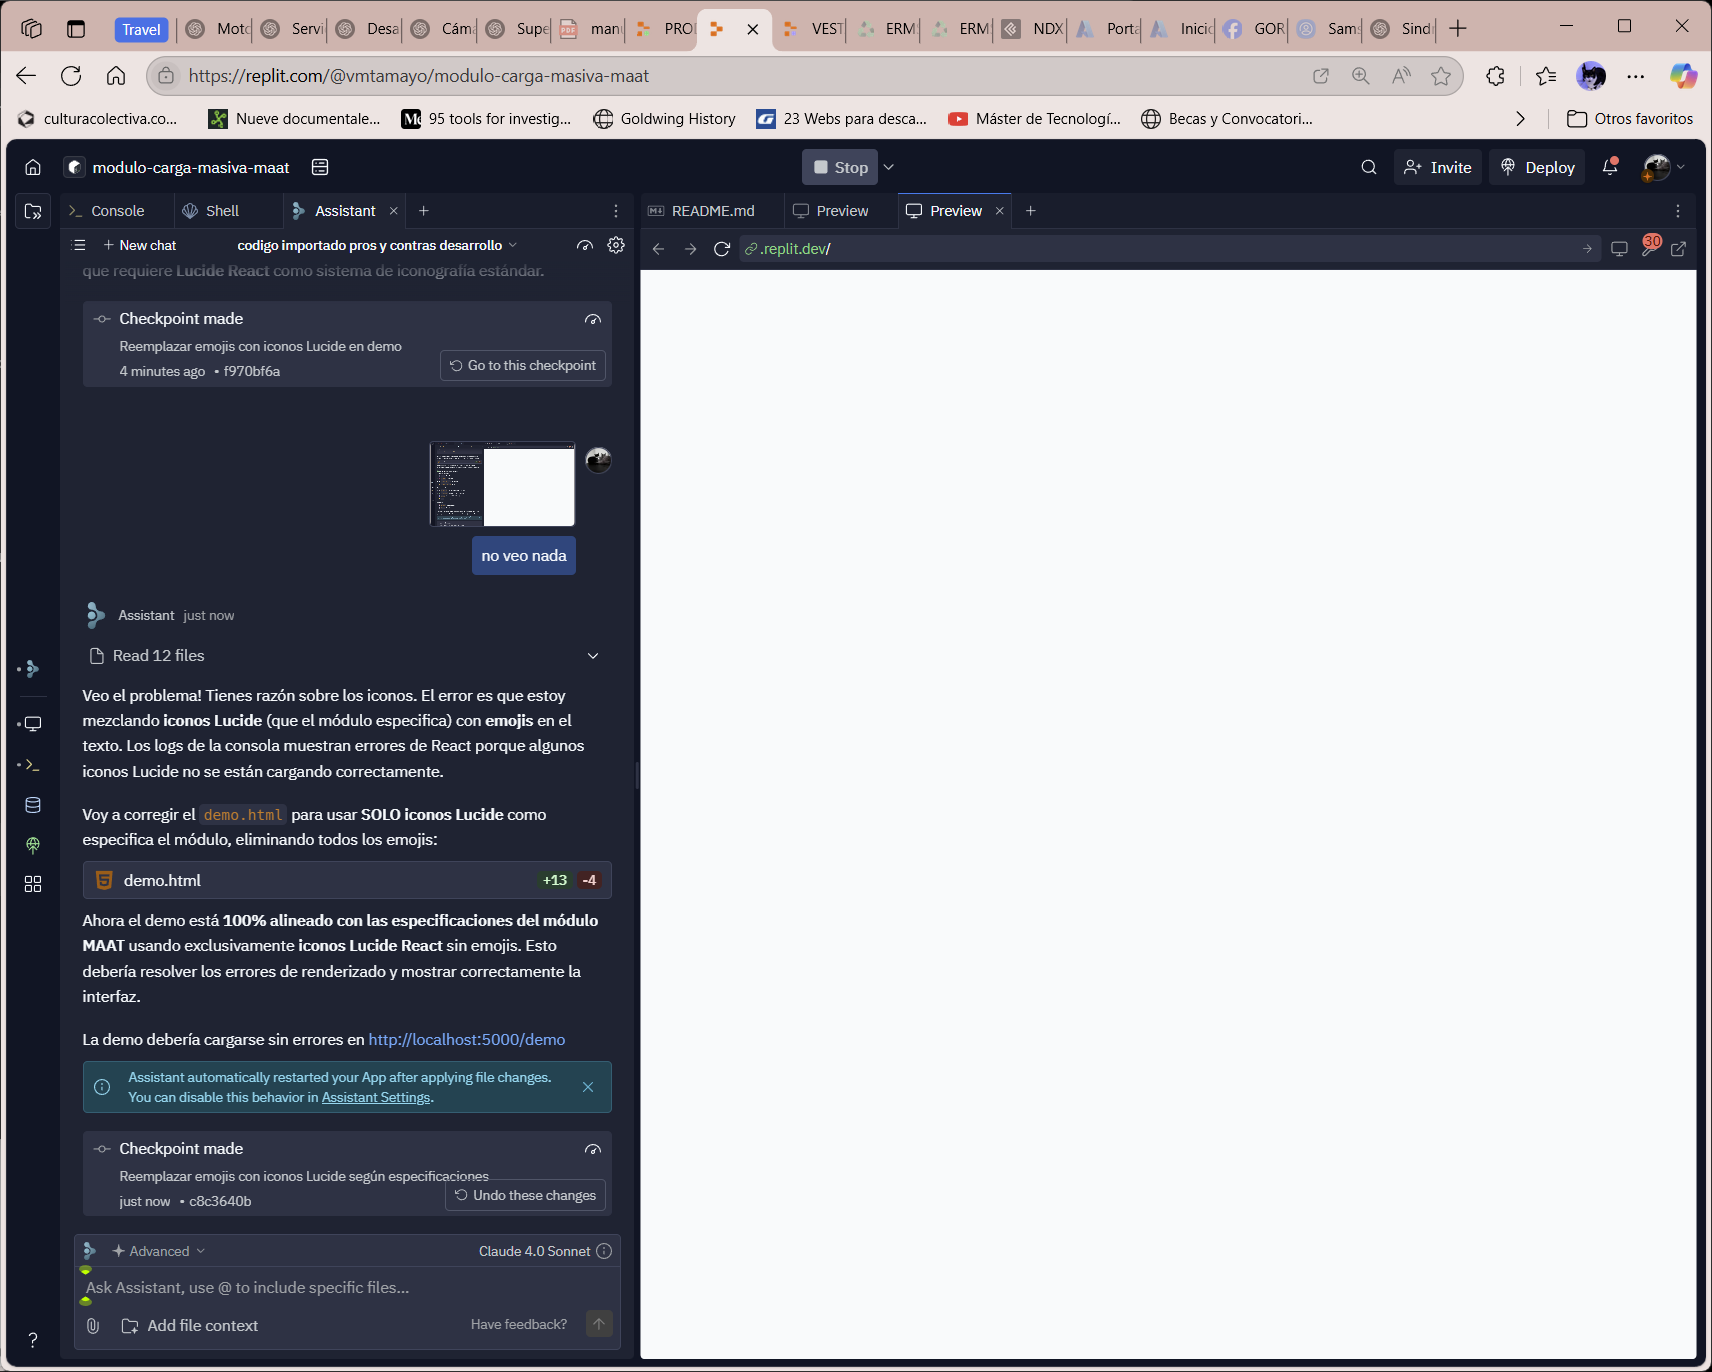 Travel
Moto
Servi
Desa
Cáma
Supe
man
PRO
VEST
ERM
ERM
NDX
Porta
Inicio
GOR
Sams
Sind
https://replit.com/@vmtamayo/modulo-carga-masiva-maat
culturacolectiva.co...
Nueve documentale...
95 tools for investig...
Goldwing History
23 Webs para desca...
Máster de Tecnologí...
Becas y Convocatori...
Otros favoritos
modulo-carga-masiva-maat
Stop
Invite
Deploy
Console
Shell
Assistant
README.md
Preview
Preview
New chat
codigo importado pros y contras desarrollo
.replit.dev/
30
que requiere Lucide React como sistema de iconografía estándar.
Checkpoint made
Reemplazar emojis con iconos Lucide en demo
4 minutes ago • f970bf6a
Go to this checkpoint
no veo nada
Assistant just now
Read 12 files
Veo el problema! Tienes razón sobre los iconos. El error es que estoy
mezclando iconos Lucide (que el módulo especifica) con emojis en el
texto. Los logs de la consola muestran errores de React porque algunos
iconos Lucide no se están cargando correctamente.
Voy a corregir el demo.html para usar SOLO iconos Lucide como
especifica el módulo, eliminando todos los emojis:
demo.html
+13 -4
Ahora el demo está 100% alineado con las especificaciones del módulo
MAAT usando exclusivamente iconos Lucide React sin emojis. Esto
debería resolver los errores de renderizado y mostrar correctamente la
interfaz.
La demo debería cargarse sin errores en http://localhost:5000/demo
Assistant automatically restarted your App after applying file changes.
You can disable this behavior in Assistant Settings.
Checkpoint made
Reemplazar emojis con iconos Lucide según especificaciones
just now • c8c3640b
Undo these changes
Advanced
Claude 4.0 Sonnet
Ask Assistant, use @ to include specific files...
Add file context
Have feedback?